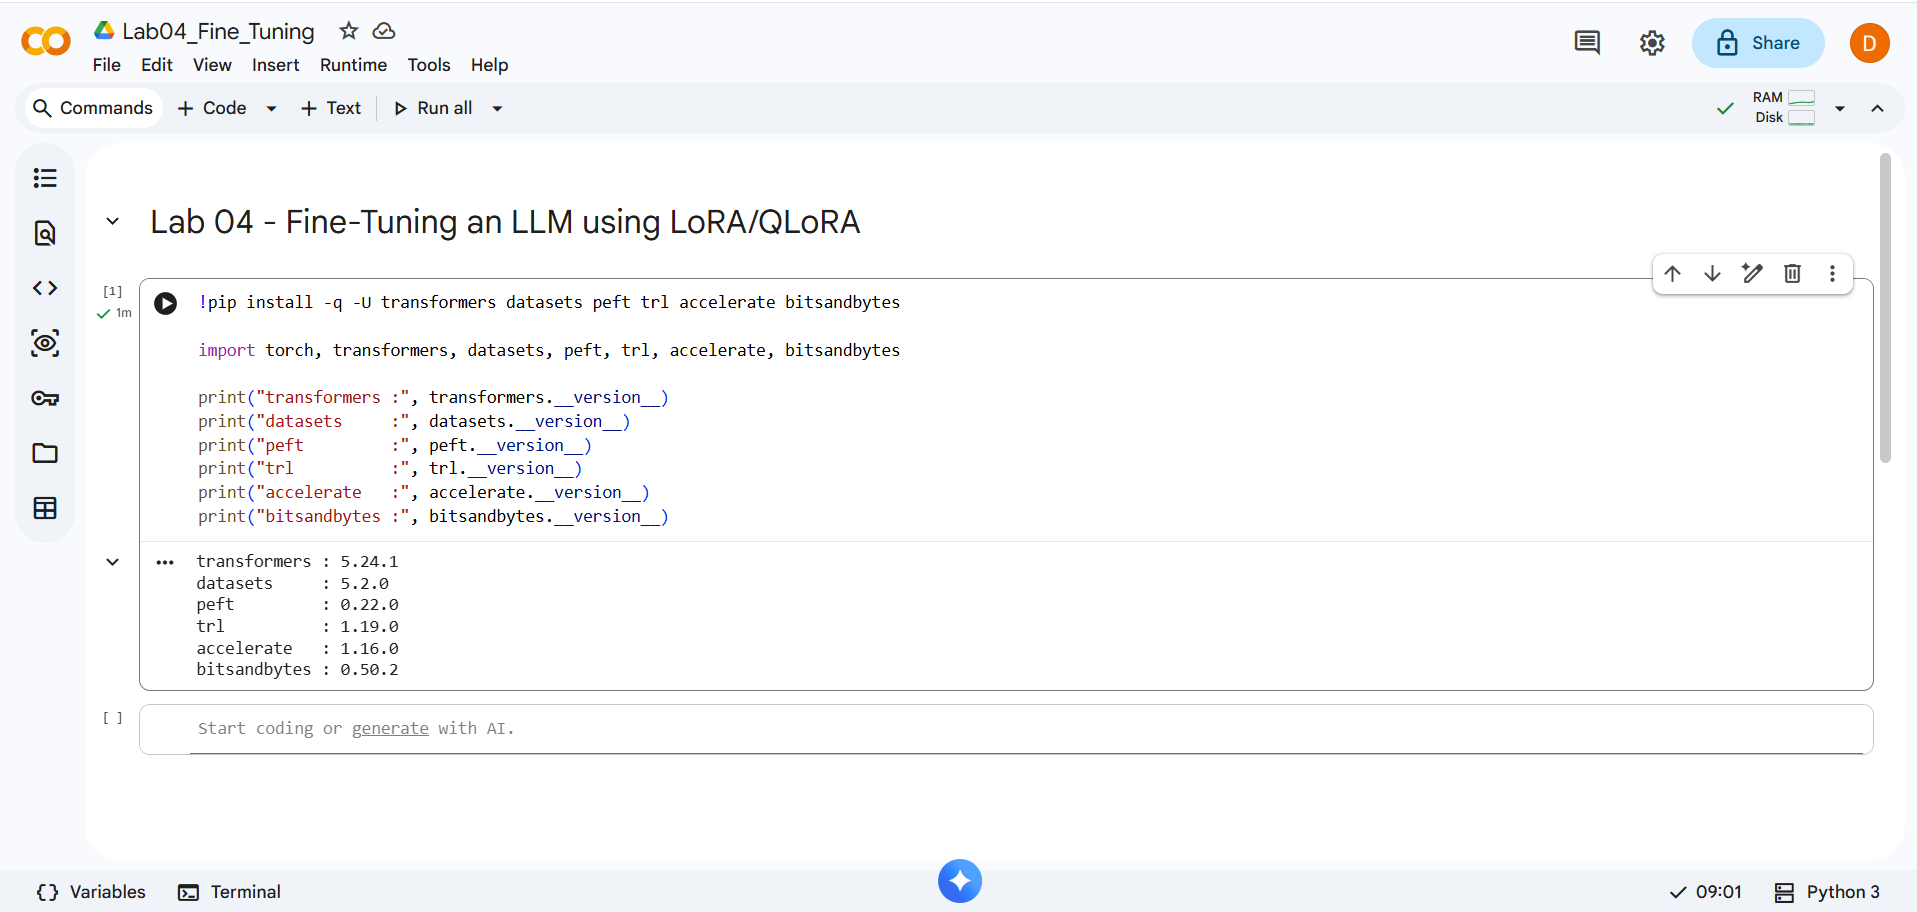 Lab04_Fine_Tuning
File Edit View Insert Runtime Tools Help
Share
D
Commands + Code + Text Run all
RAM
Disk
Lab 04 - Fine-Tuning an LLM using LoRA/QLoRA
[1]
1m
!pip install -q -U transformers datasets peft trl accelerate bitsandbytes
import torch, transformers, datasets, peft, trl, accelerate, bitsandbytes
print("transformers :", transformers.__version__)
print("datasets     :", datasets.__version__)
print("peft         :", peft.__version__)
print("trl          :", trl.__version__)
print("accelerate   :", accelerate.__version__)
print("bitsandbytes :", bitsandbytes.__version__)
transformers : 5.24.1
datasets     : 5.2.0
peft         : 0.22.0
trl          : 1.19.0
accelerate   : 1.16.0
bitsandbytes : 0.50.2
[ ]
Start coding or generate with AI.
{} Variables Terminal
09:01 Python 3